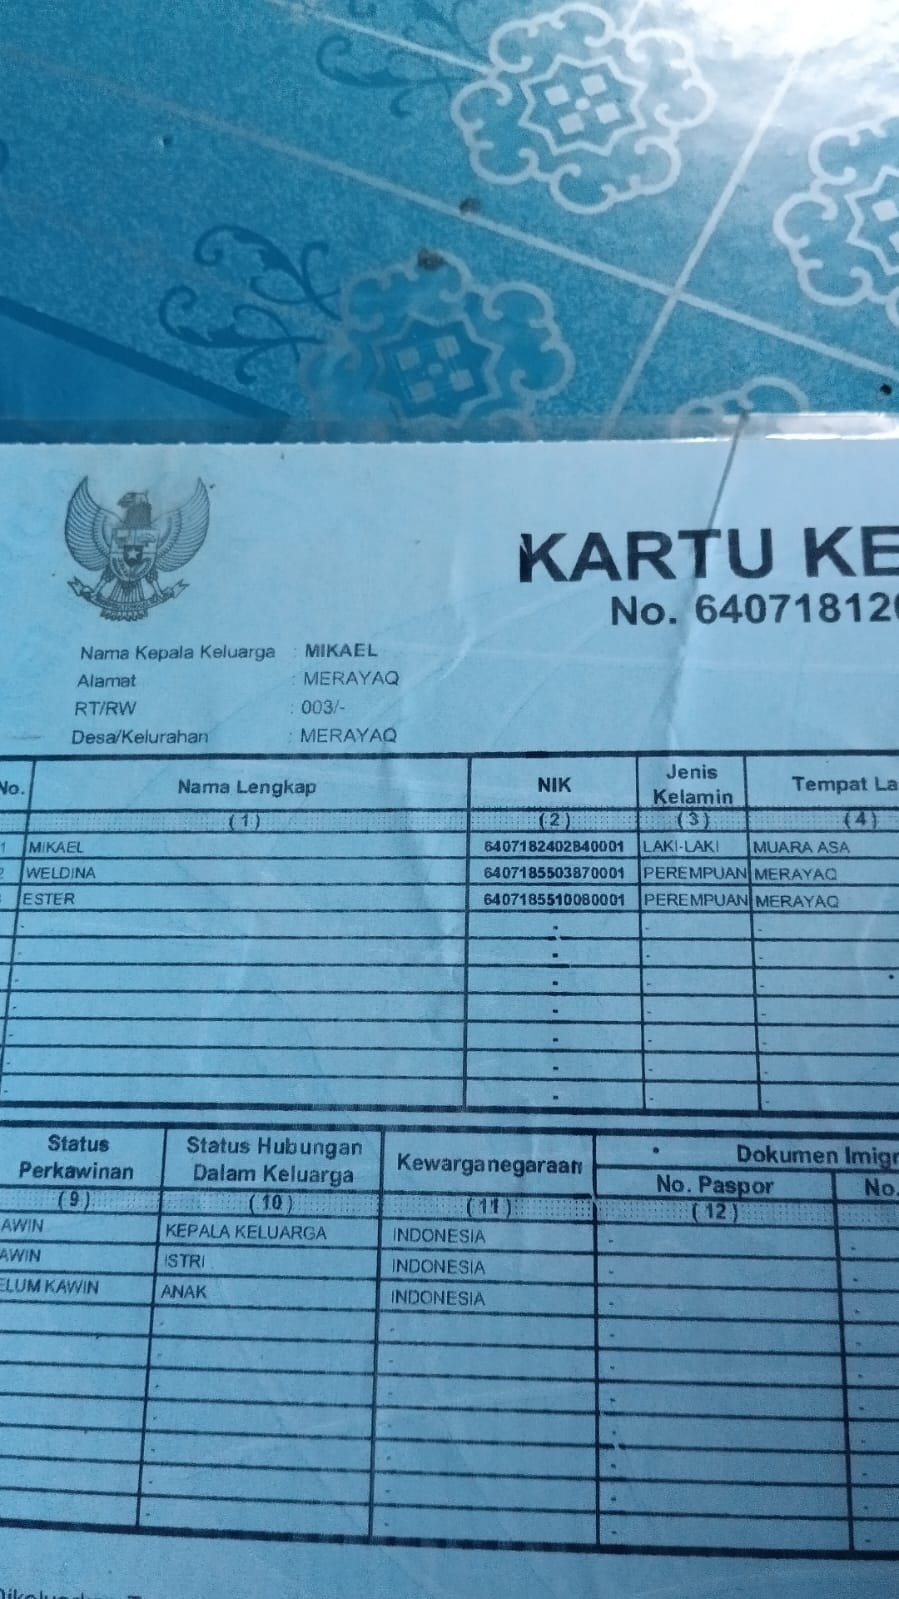 KARTU KE
No. 640718120
Nama Kepala Keluarga : MIKAEL
Alamat : MERAYAQ
RT/RW : 003/-
Desa/Kelurahan : MERAYAQ
No. Nama Lengkap NIK Jenis Kelamin Tempat La
(1) (2) (3) (4)
1 MIKAEL 6407182402840001 LAKI-LAKI MUARA ASA
2 WELDINA 6407185503870001 PEREMPUAN MERAYAQ
ESTER 6407185510080001 PEREMPUAN MERAYAQ
Status Perkawinan Status Hubungan Dalam Keluarga Kewarganegaraan Dokumen Imigr
No. Paspor No.
(9) (10) (11) (12)
AWIN KEPALA KELUARGA INDONESIA -
AWIN ISTRI INDONESIA -
ELUM KAWIN ANAK INDONESIA -